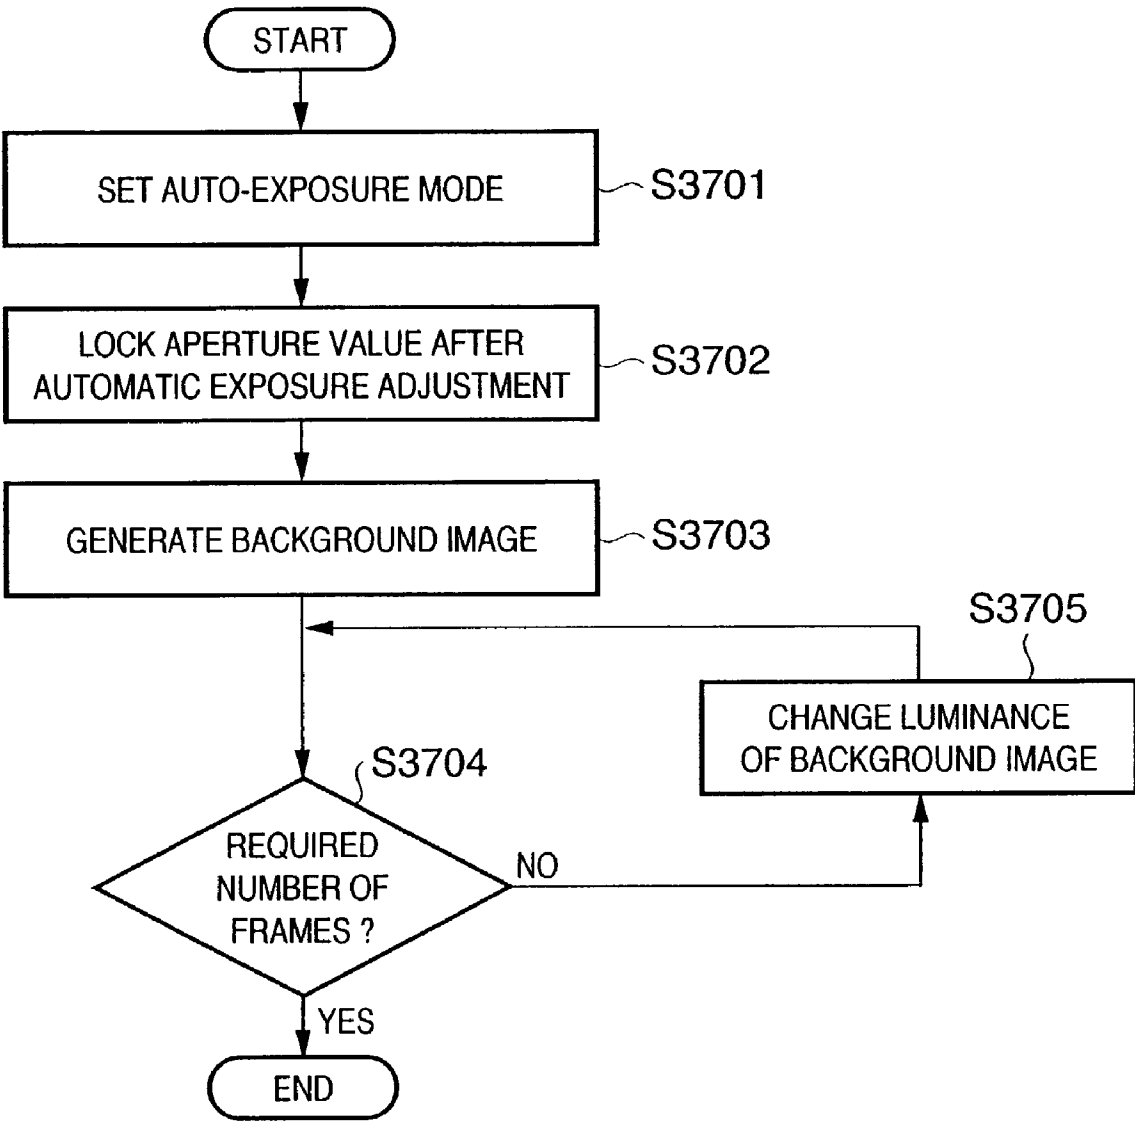 START
SET AUTO-EXPOSURE MODE
S3701
LOCK APERTURE VALUE AFTER
AUTOMATIC EXPOSURE ADJUSTMENT
S3702
GENERATE BACKGROUND IMAGE
S3703
S3705
CHANGE LUMINANCE
OF BACKGROUND IMAGE
S3704
REQUIRED
NUMBER OF
FRAMES ?
NO
YES
END